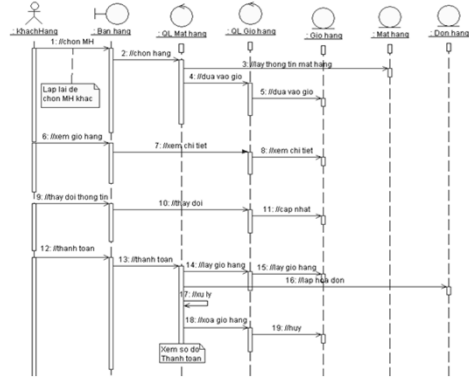 : KhachHang
: Ban hang
: QL Mat hang
: QL Gio hang
: Gio hang
: Mat hang
: Don hang
1: //chon MH
2: //chon hang
3: //lay thong tin mat hang
4: //dua vao gio
Lap lai de
chon MH khac
5: //dua vao gio
6: //xem gio hang
7: //xem chi tiet
8: //xem chi tiet
9: //thay doi thong tin
10: //thay doi
11: //cap nhat
12: //thanh toan
13: //thanh toan
14: //lay gio hang
15: //lay gio hang
16: //lap hoa don
17: //xu ly
18: //xoa gio hang
19: //huy
Xem so do
Thanh toan